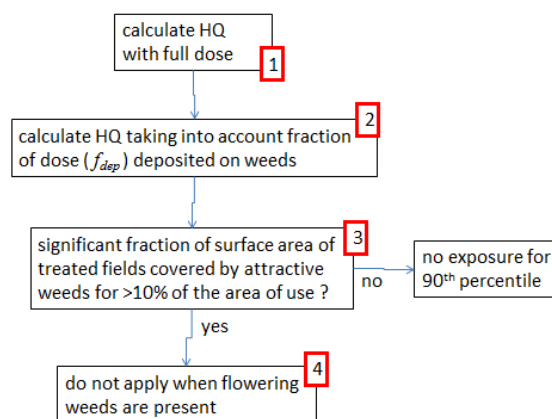 calculate HQ
with full dose
1
2
calculate HQ taking into account fraction
of dose (f_dep) deposited on weeds
3
significant fraction of surface area of
treated fields covered by attractive
weeds for >10% of the area of use ?
no
no exposure for
90th percentile
yes
4
do not apply when flowering
weeds are present